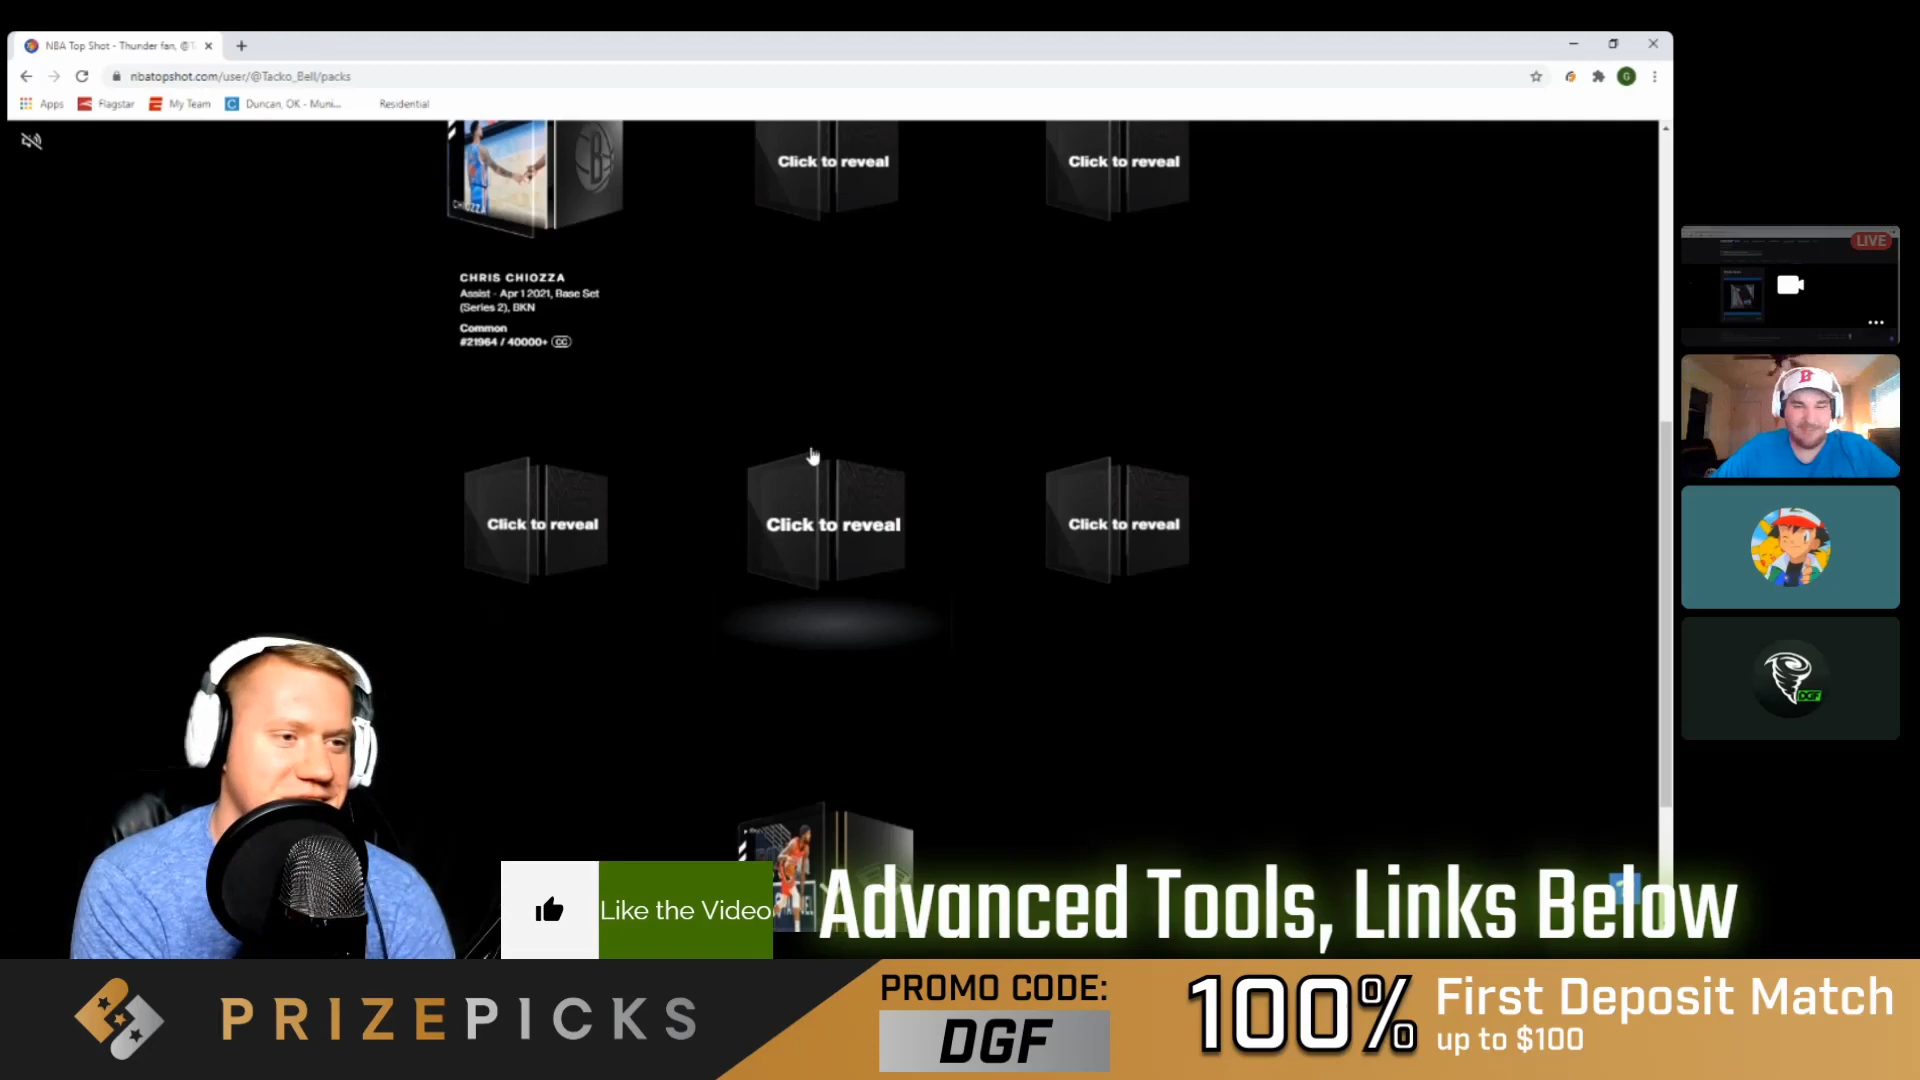 NBA Top Shot - Thunder fan, @T
nbatopshot.com/user/@Tacko_Bell/packs
G
Apps
Flagstar
My Team
Duncan, OK - Muni...
Residential
Click to reveal
Click to reveal
CHIOZZA
CHRIS CHIOZZA
Assist - Apr 1 2021, Base Set
(Series 2), BKN
Common
#21964 / 40000+ CC
LIVE
Click to reveal
Click to reveal
Click to reveal
DGF
Like the Video
Advanced Tools, Links Below
PRIZEPICKS
PROMO CODE:
DGF
100%
First Deposit Match
up to $100